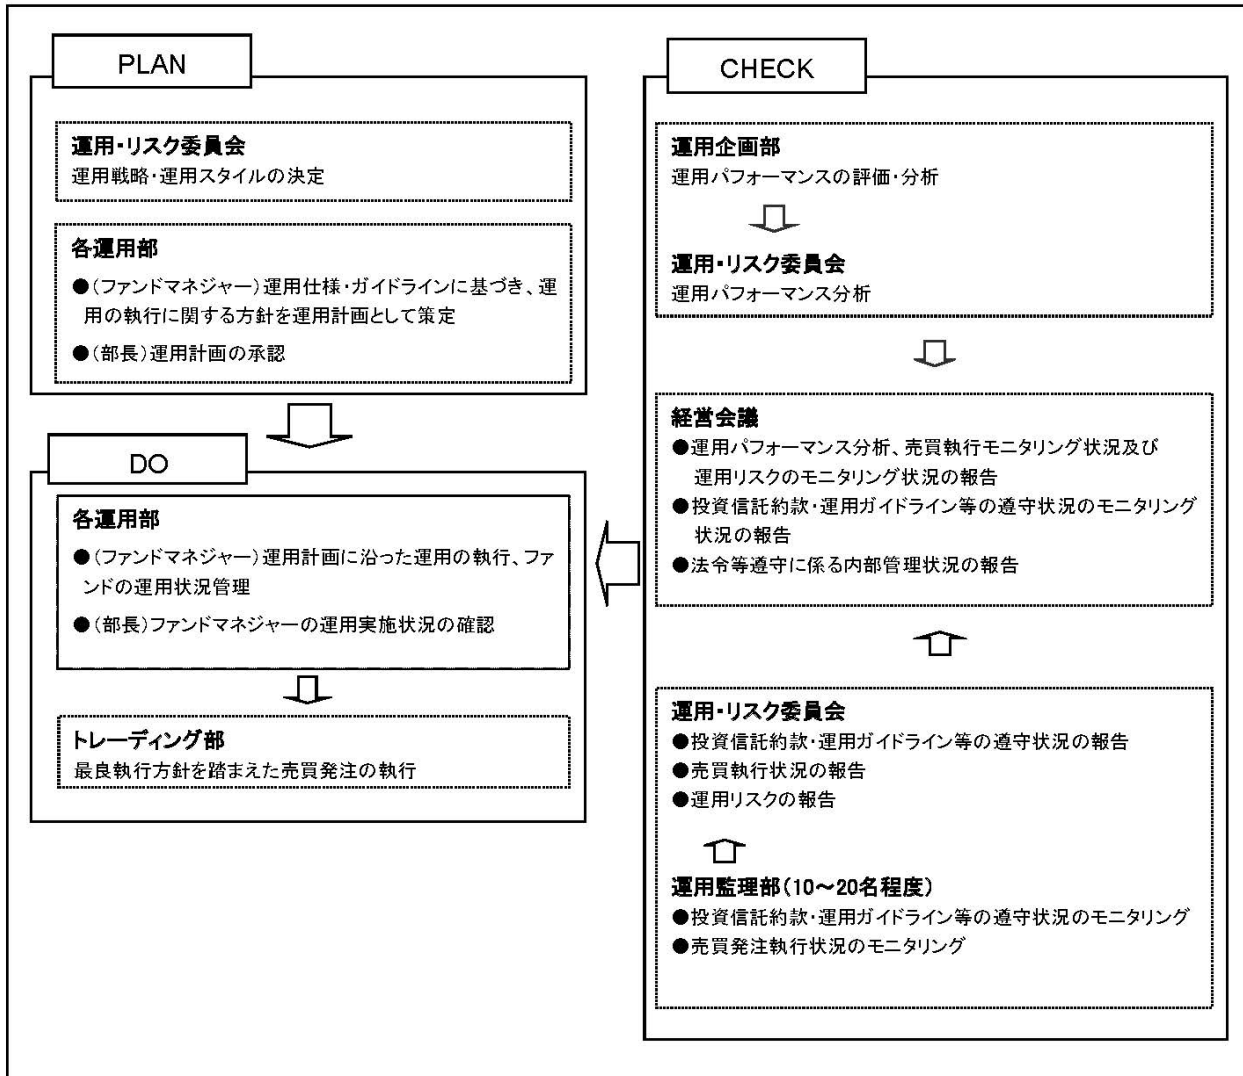 PLAN
運用・リスク委員会
運用戦略・運用スタイルの決定
各運用部
●(ファンドマネジャー)運用仕様・ガイドラインに基づき、運
用の執行に関する方針を運用計画として策定
●(部長)運用計画の承認
DO
各運用部
●(ファンドマネジャー)運用計画に沿った運用の執行、ファ
ンドの運用状況管理
●(部長)ファンドマネジャーの運用実施状況の確認
トレーディング部
最良執行方針を踏まえた売買発注の執行
CHECK
運用企画部
運用パフォーマンスの評価・分析
運用・リスク委員会
運用パフォーマンス分析
経営会議
●運用パフォーマンス分析、売買執行モニタリング状況及び
運用リスクのモニタリング状況の報告
●投資信託約款・運用ガイドライン等の遵守状況のモニタリング
状況の報告
●法令等遵守に係る内部管理状況の報告
運用・リスク委員会
●投資信託約款・運用ガイドライン等の遵守状況の報告
●売買執行状況の報告
●運用リスクの報告
運用監理部(10~20名程度)
●投資信託約款・運用ガイドライン等の遵守状況のモニタリング
●売買発注執行状況のモニタリング